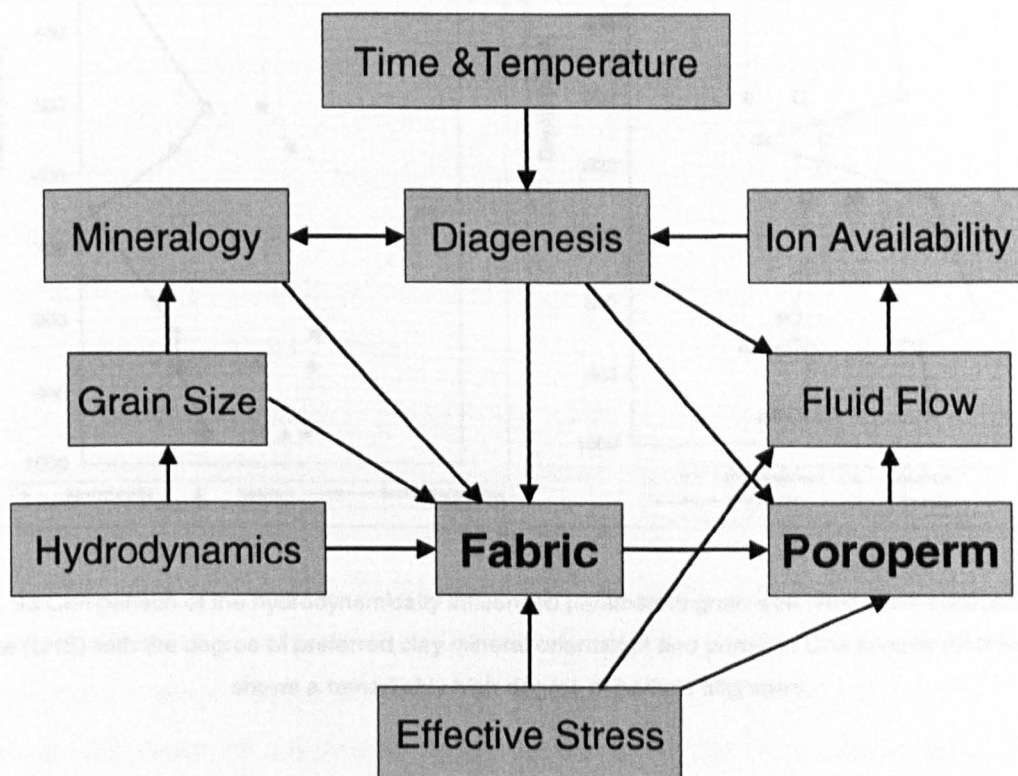 Time &Temperature
Mineralogy
Diagenesis
Ion Availability
Grain Size
Fluid Flow
Hydrodynamics
Fabric
Poroperm
Effective Stress